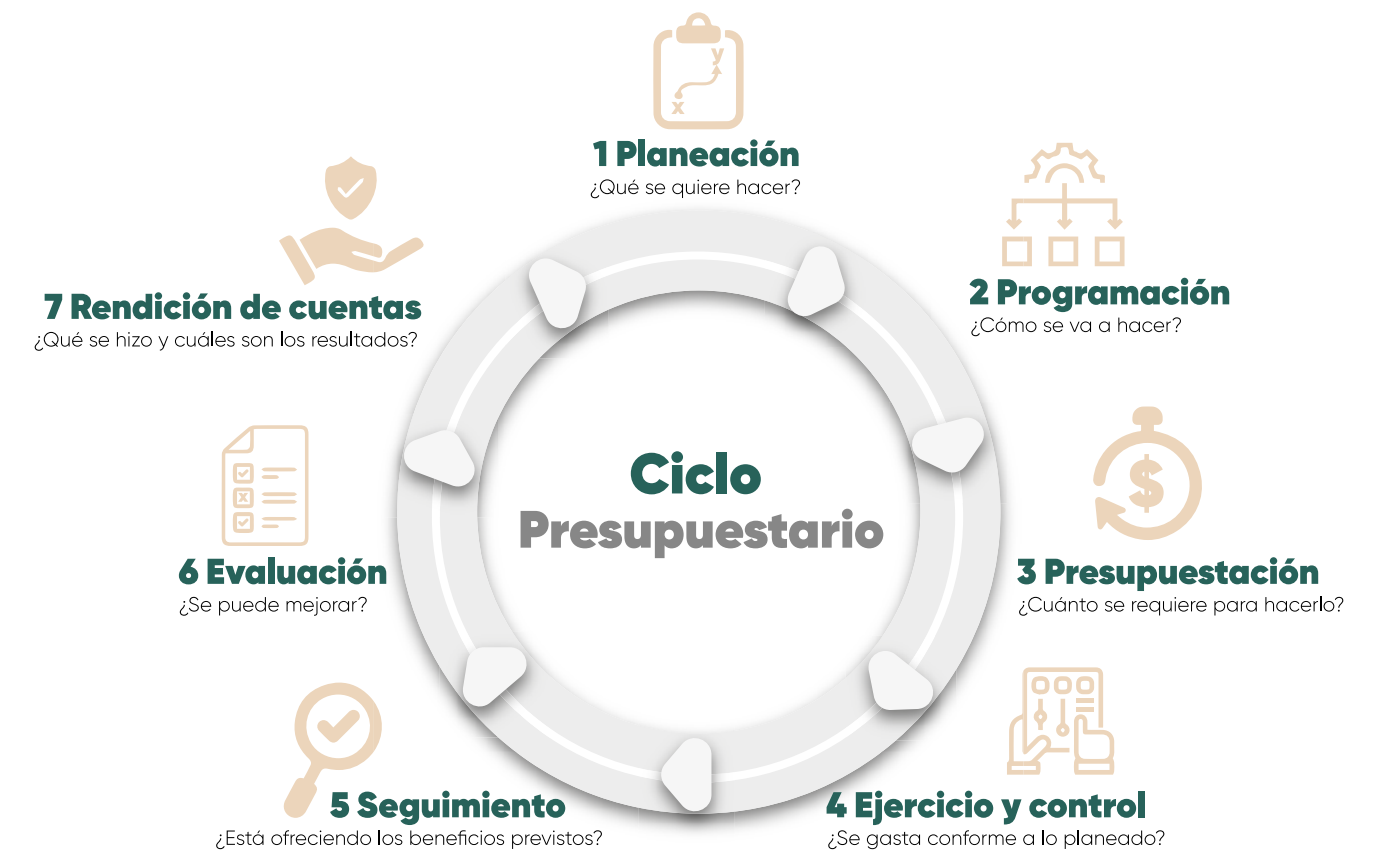 y
x
1 Planeación
¿Qué se quiere hacer?
2 Programación
¿Cómo se va a hacer?
$
3 Presupuestación
¿Cuánto se requiere para hacerlo?
4 Ejercicio y control
¿Se gasta conforme a lo planeado?
5 Seguimiento
¿Está ofreciendo los beneficios previstos?
6 Evaluación
¿Se puede mejorar?
7 Rendición de cuentas
¿Qué se hizo y cuáles son los resultados?
Ciclo
Presupuestario